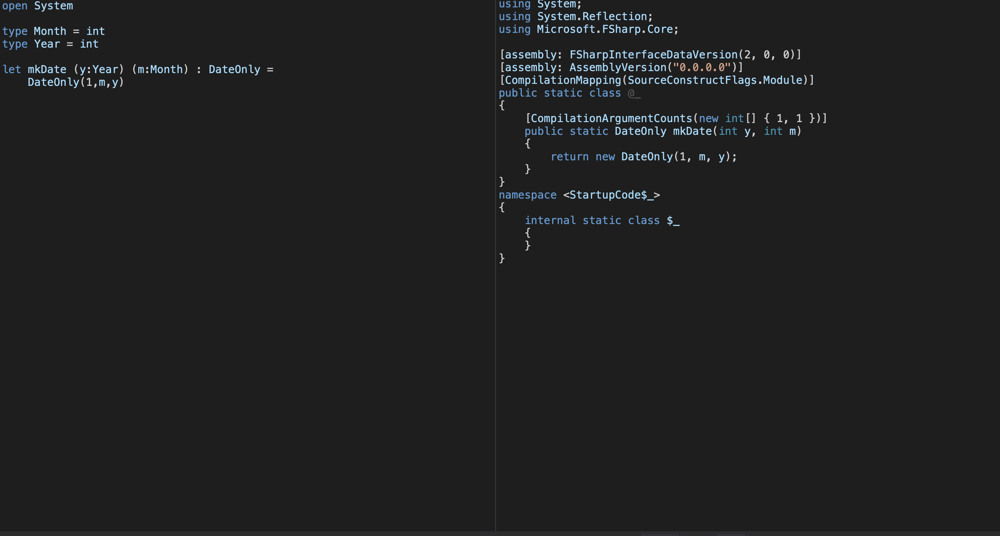 open System
type Month = int
type Year = int
let mkDate (y:Year) (m:Month) : DateOnly =
    DateOnly(1,m,y)
using System;
using System.Reflection;
using Microsoft.FSharp.Core;
[assembly: FSharpInterfaceDataVersion(2, 0, 0)]
[assembly: AssemblyVersion("0.0.0.0")]
[CompilationMapping(SourceConstructFlags.Module)]
public static class @_
{
    [CompilationArgumentCounts(new int[] { 1, 1 })]
    public static DateOnly mkDate(int y, int m)
    {
        return new DateOnly(1, m, y);
    }
}
namespace <StartupCode$_>
{
    internal static class $_
    {
    }
}